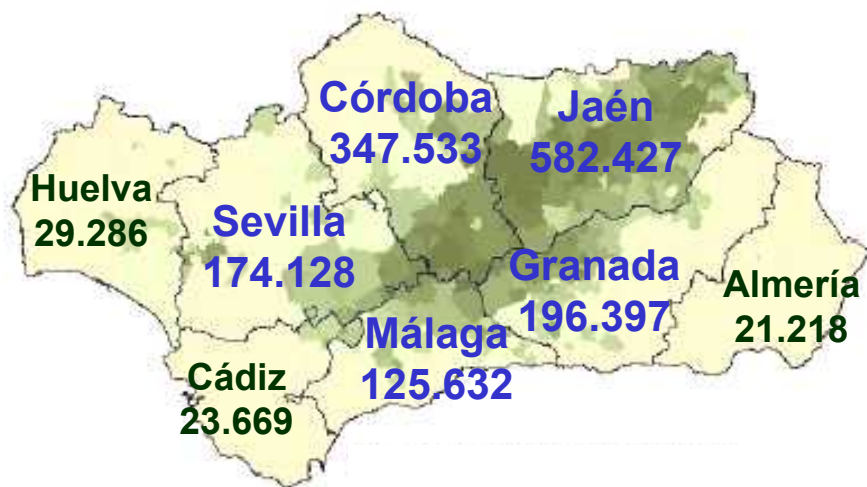 Córdoba
347.533
Jaén
582.427
Huelva
29.286
Sevilla
174.128
Granada
196.397
Almería
21.218
Málaga
125.632
Cádiz
23.669